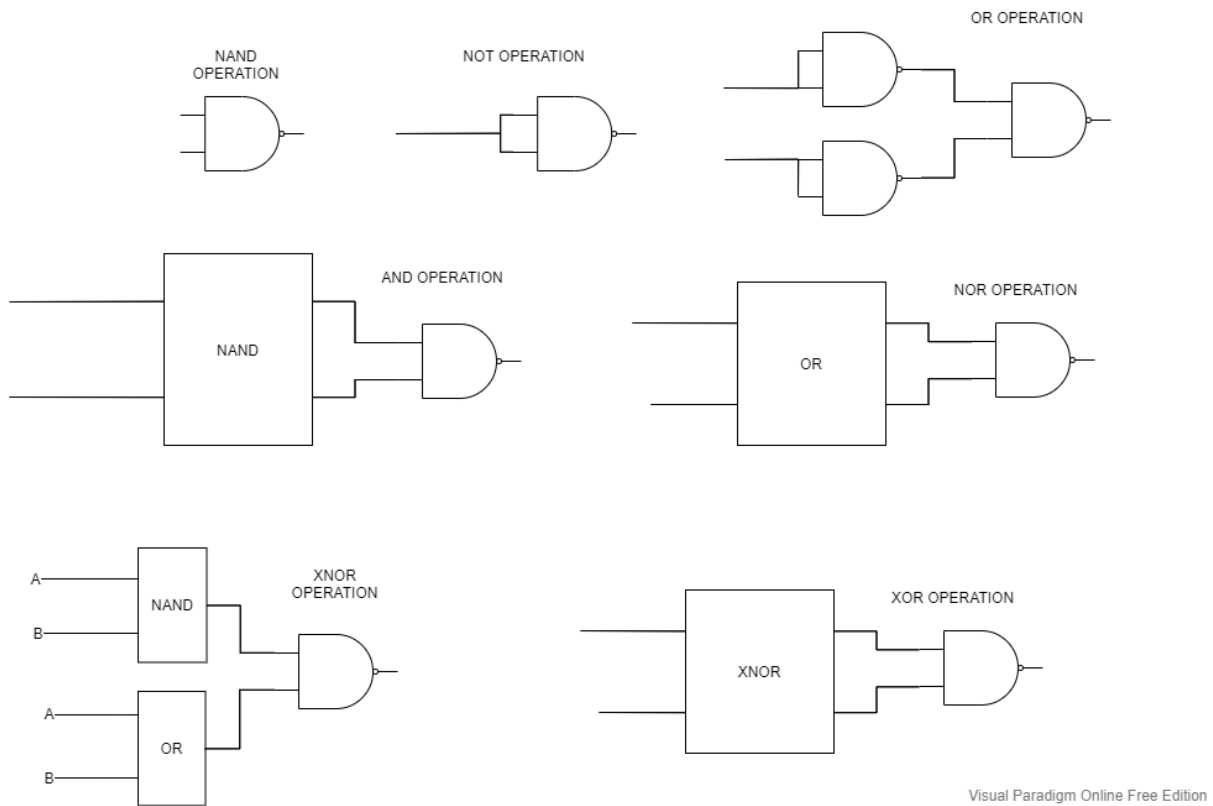 OR OPERATION
NAND
OPERATION
NOT OPERATION
AND OPERATION
NAND
NOR OPERATION
OR
A
B
NAND
XNOR
OPERATION
A
B
OR
XOR OPERATION
XNOR
Visual Paradigm Online Free Edition